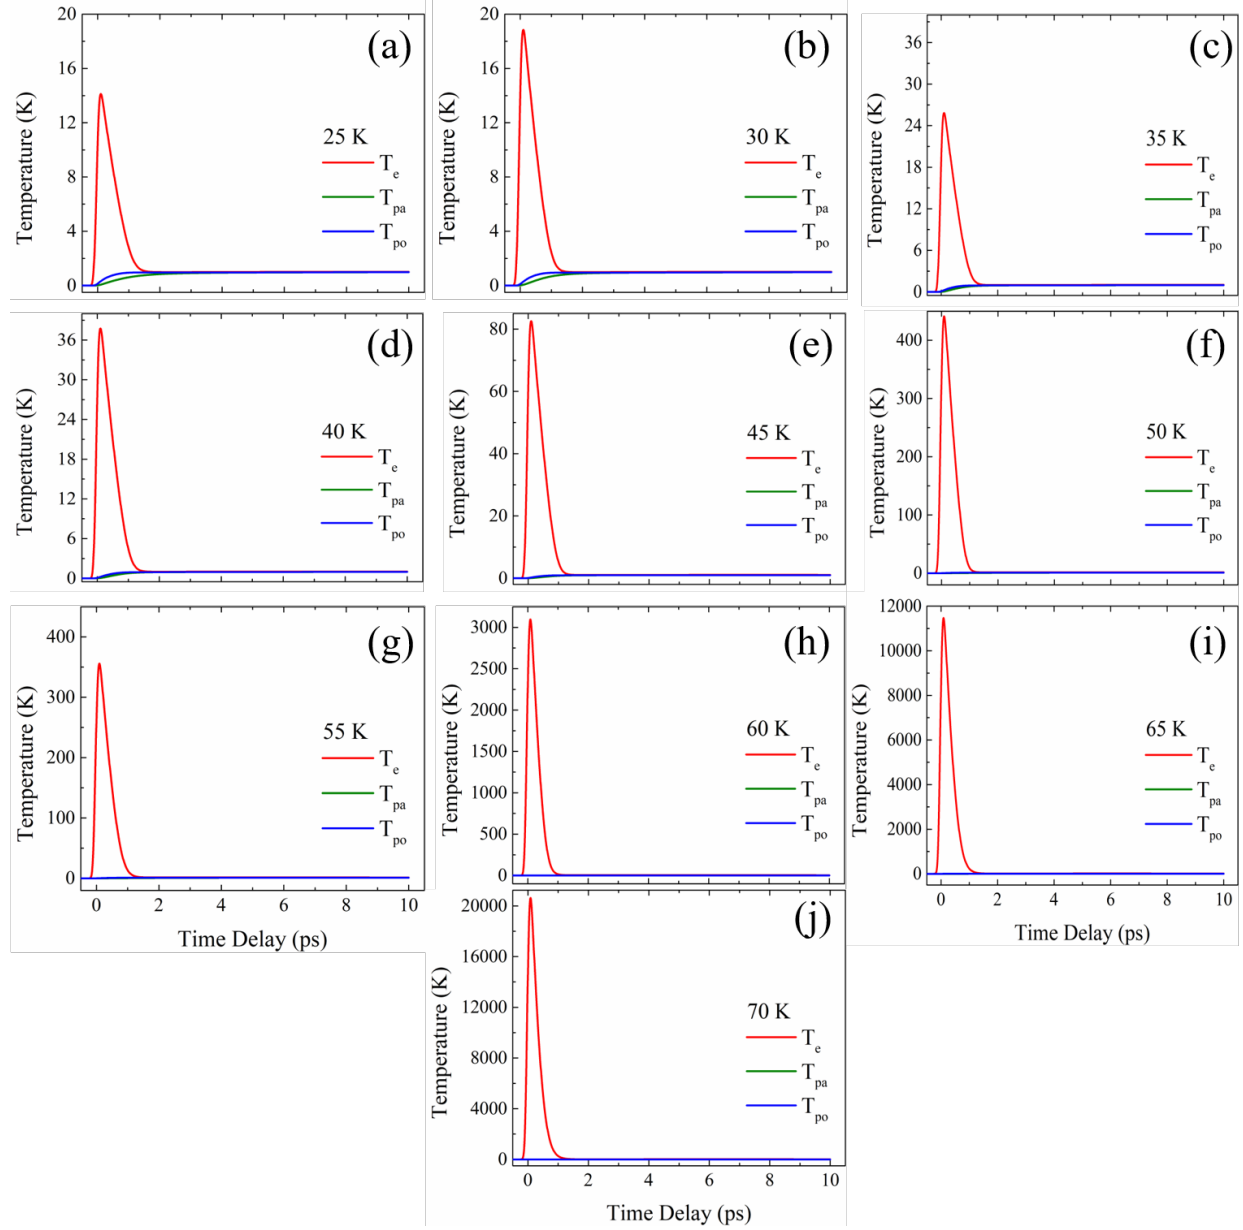 (a)
Temperature (K)
20
16
12
8
4
0
25 K
Te
Tpa
Tpo
(b)
Temperature (K)
20
16
12
8
4
0
30 K
Te
Tpa
Tpo
(c)
Temperature (K)
36
30
24
18
12
6
0
35 K
Te
Tpa
Tpo
(d)
Temperature (K)
36
30
24
18
12
6
0
40 K
Te
Tpa
Tpo
(e)
Temperature (K)
80
60
40
20
0
45 K
Te
Tpa
Tpo
(f)
Temperature (K)
400
300
200
100
0
50 K
Te
Tpa
Tpo
(g)
Temperature (K)
400
300
200
100
0
55 K
Te
Tpa
Tpo
0 2 4 6 8 10
Time Delay (ps)
(h)
Temperature (K)
3000
2500
2000
1500
1000
500
0
60 K
Te
Tpa
Tpo
(i)
Temperature (K)
12000
10000
8000
6000
4000
2000
0
65 K
Te
Tpa
Tpo
0 2 4 6 8 10
Time Delay (ps)
(j)
Temperature (K)
20000
16000
12000
8000
4000
0
70 K
Te
Tpa
Tpo
0 2 4 6 8 10
Time Delay (ps)